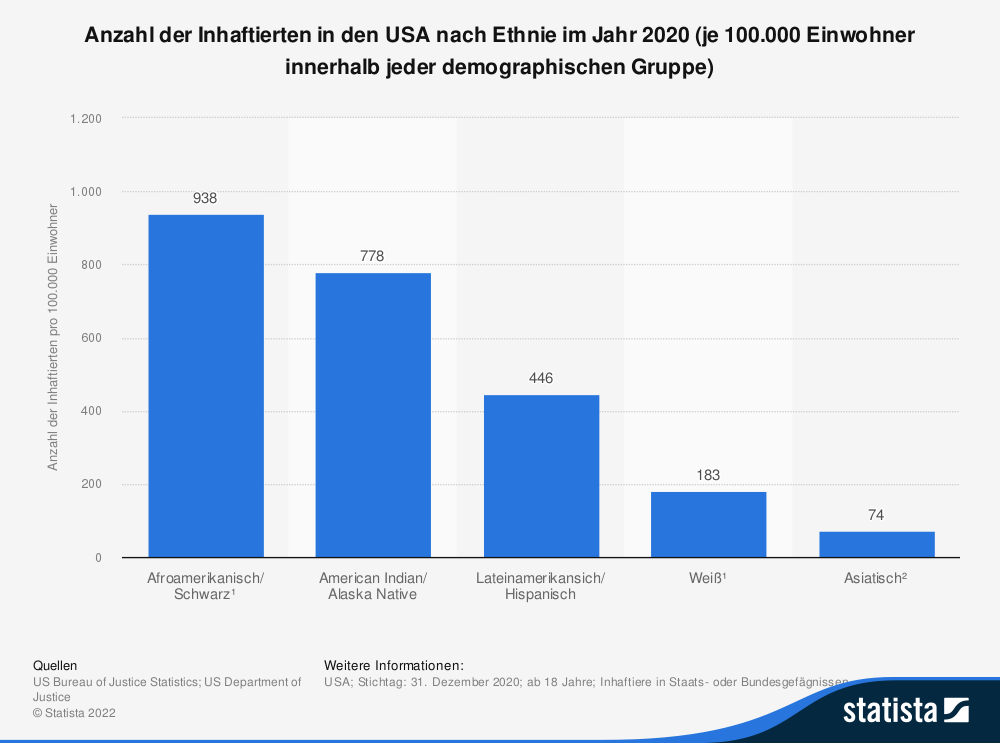 Anzahl der Inhaftierten in den USA nach Ethnie im Jahr 2020 (je 100.000 Einwohner
innerhalb jeder demographischen Gruppe)
Anzahl der Inhaftierten pro 100.000 Einwohner
1.200
1.000
800
600
400
200
0
938
778
446
183
74
Afroamerikanisch/
Schwarz¹
American Indian/
Alaska Native
Lateinamerikansich/
Hispanisch
Weiß¹
Asiatisch²
Quellen
US Bureau of Justice Statistics; US Department of
Justice
© Statista 2022
Weitere Informationen:
USA; Stichtag: 31. Dezember 2020; ab 18 Jahre; Inhaftiere in Staats- oder Bundesgefägnissen
statista